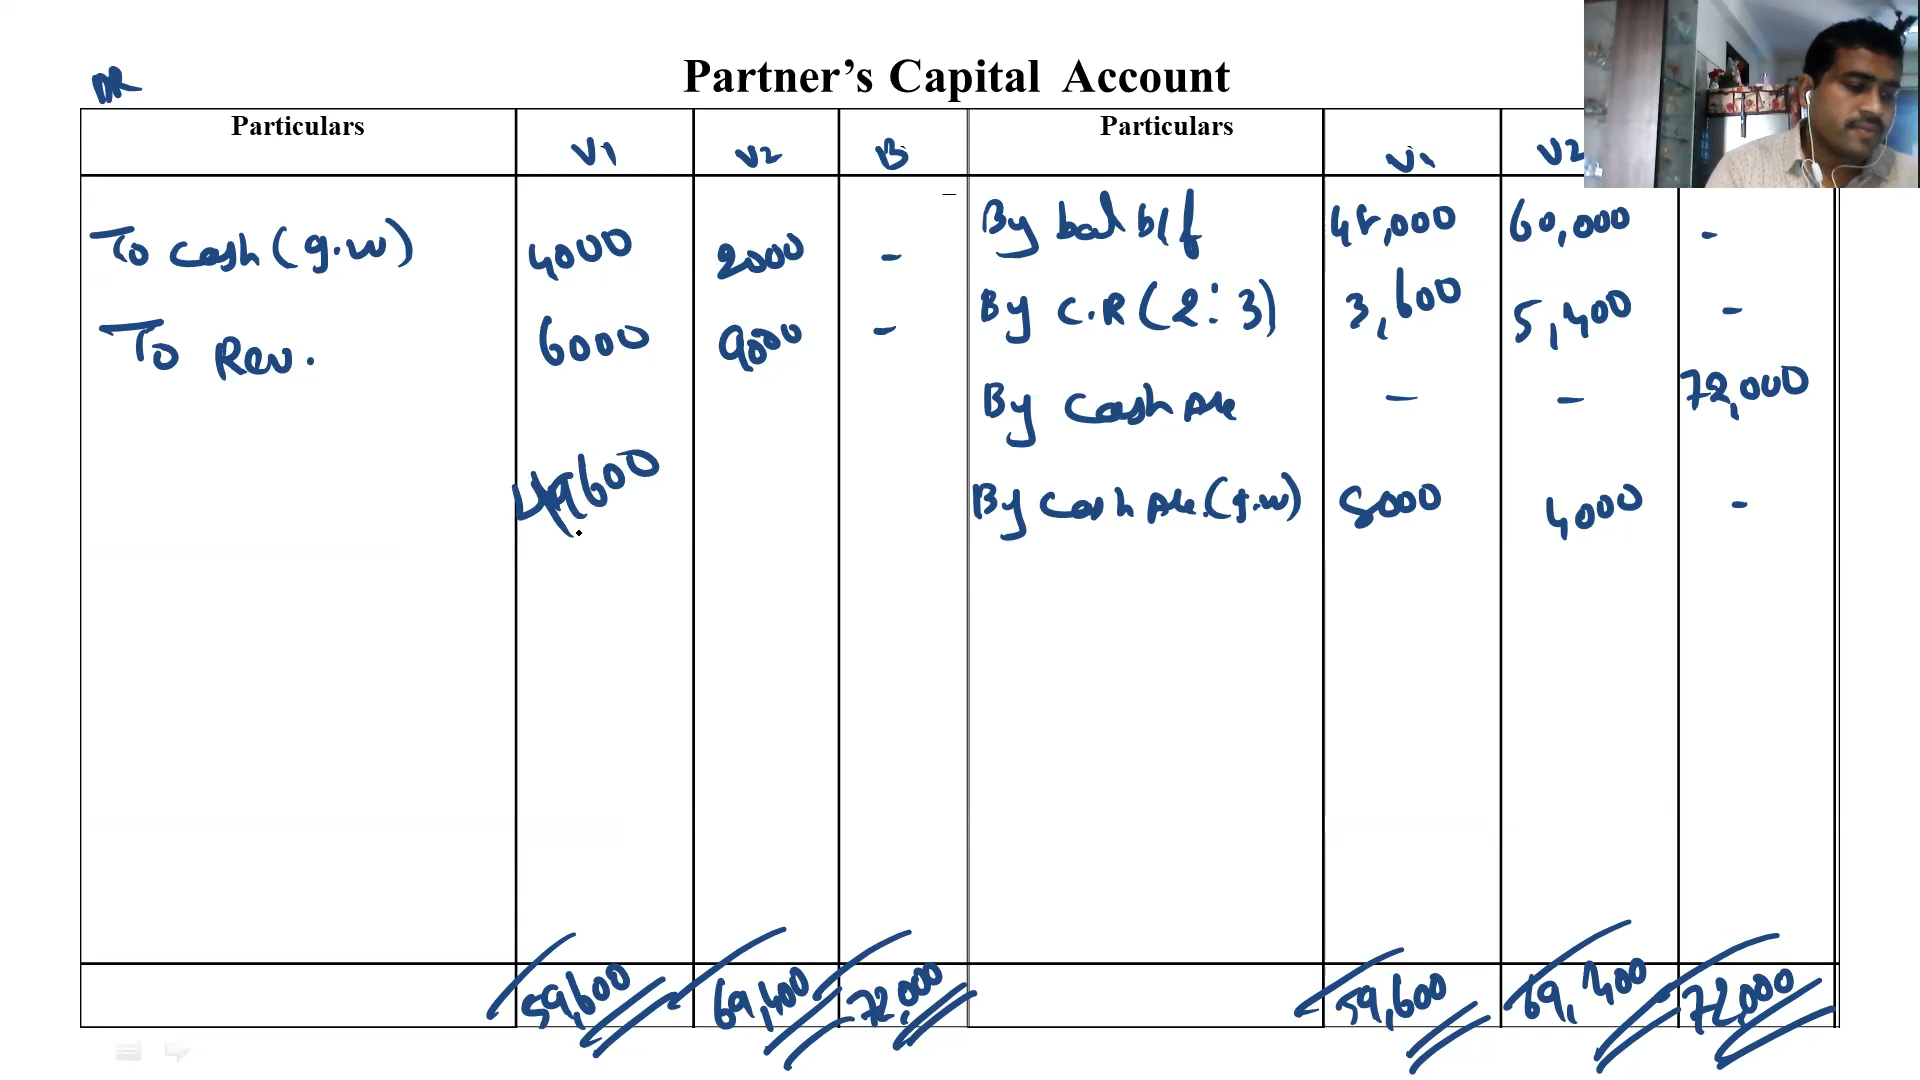 Partner's Capital Account
DR
Particulars V1 V2 B Particulars V1 V2
To cash (g.w) 4000 2000 - By bal b/f 48,000 60,000 -
To Rev. 6000 9000 - By C.R (2:3) 3,600 5,400 -
By cash A/c - - 72,000
49600 By cash A/c. (g.w) 8000 4000 -
59,600 69,400 72,000 59,600 69,400 72,000